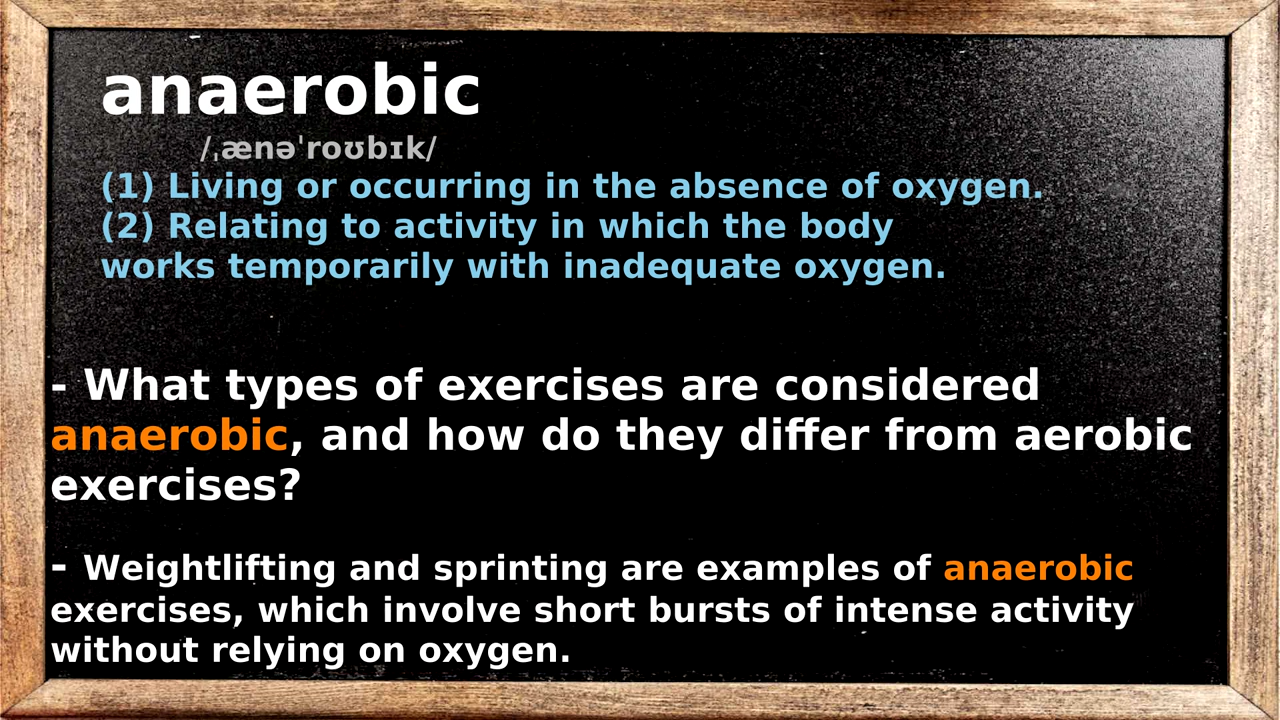 anaerobic
/ˌænəˈroʊbɪk/
(1) Living or occurring in the absence of oxygen.
(2) Relating to activity in which the body
works temporarily with inadequate oxygen.
- What types of exercises are considered
anaerobic, and how do they differ from aerobic
exercises?
- Weightlifting and sprinting are examples of anaerobic
exercises, which involve short bursts of intense activity
without relying on oxygen.